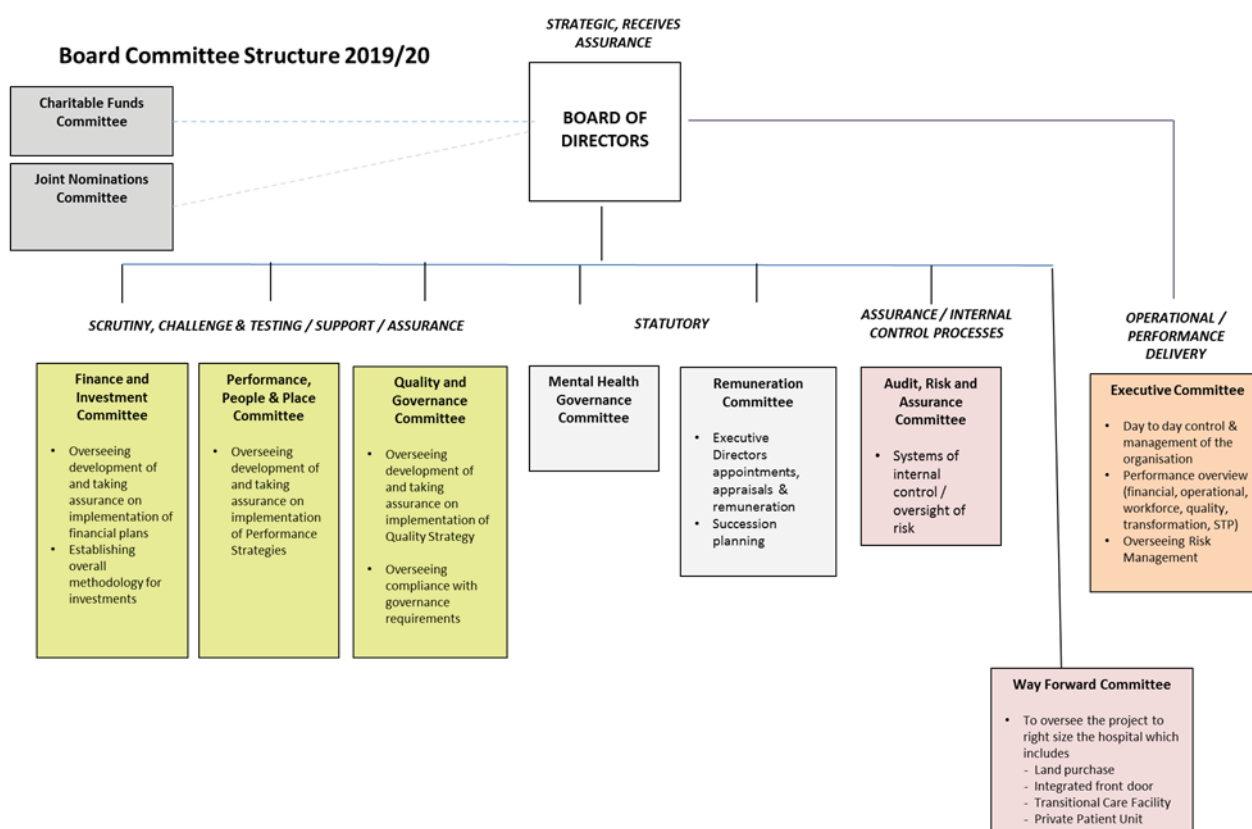 STRATEGIC, RECEIVES
ASSURANCE
Board Committee Structure 2019/20
Charitable Funds
Committee
Joint Nominations
Committee
BOARD OF
DIRECTORS
SCRUTINY, CHALLENGE & TESTING / SUPPORT / ASSURANCE
STATUTORY
ASSURANCE / INTERNAL
CONTROL PROCESSES
OPERATIONAL /
PERFORMANCE
DELIVERY
Finance and
Investment
Committee
• Overseeing
development of
and taking
assurance on
implementation of
financial plans
• Establishing
overall
methodology for
investments
Performance,
People & Place
Committee
• Overseeing
development of
and taking
assurance on
implementation
of Performance
Strategies
Quality and
Governance
Committee
• Overseeing
development of
and taking
assurance on
implementation of
Quality Strategy
• Overseeing
compliance with
governance
requirements
Mental Health
Governance
Committee
Remuneration
Committee
• Executive
Directors
appointments,
appraisals &
remuneration
• Succession
planning
Audit, Risk and
Assurance
Committee
• Systems of
internal
control /
oversight of
risk
Executive Committee
• Day to day control &
management of the
organisation
• Performance overview
(financial, operational,
workforce, quality,
transformation, STP)
• Overseeing Risk
Management
Way Forward Committee
• To oversee the project to
right size the hospital which
includes
- Land purchase
- Integrated front door
- Transitional Care Facility
- Private Patient Unit